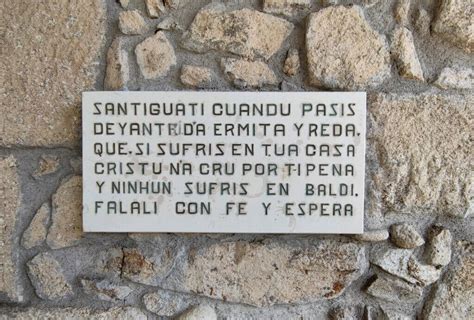 SANTIGUATI CUANDU PASIS
DEYANTRI DA ERMITA Y REDA,
QUE, SI SUFRIS EN TUA CASA
CRISTU NA CRU POR TI PENA
Y NINHUN SUFRIS EN BALDI.
FALALI CON FE Y ESPERA